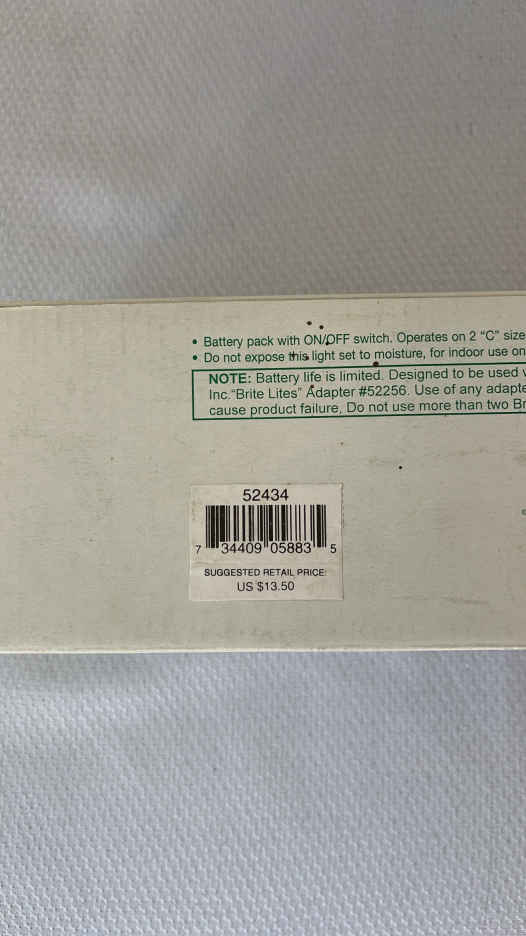 • Battery pack with ON/OFF switch. Operates on 2 "C" size
• Do not expose this light set to moisture, for indoor use on
NOTE: Battery life is limited. Designed to be used
Inc. "Brite Lites" Adapter #52256. Use of any adapte
cause product failure, Do not use more than two Br
52434
7 34409 05883 5
SUGGESTED RETAIL PRICE:
US $13.50